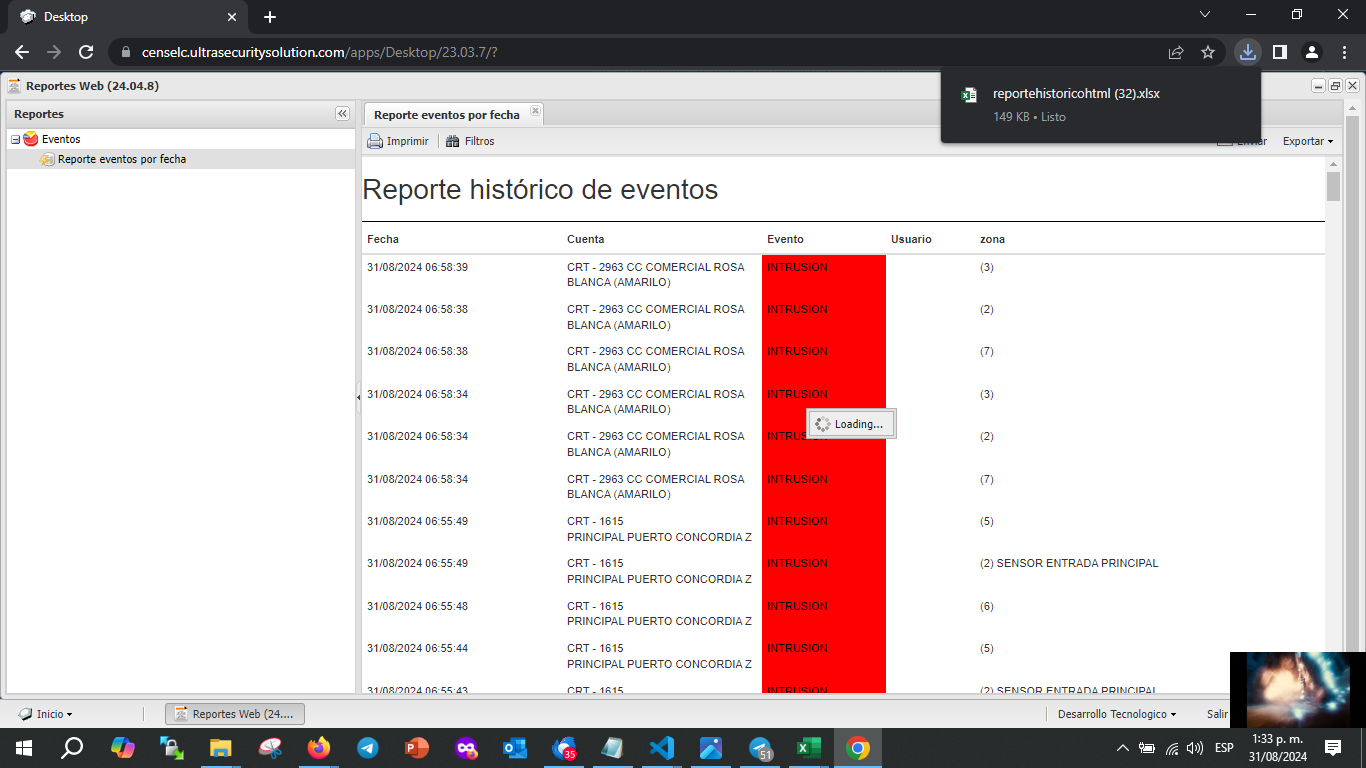 Desktop
censelc.ultrasecuritysolution.com/apps/Desktop/23.03.7/?
reportehistoricohtml (32).xlsx
149 KB • Listo
Reportes Web (24.04.8)
Reportes
Eventos
Reporte eventos por fecha
Reporte eventos por fecha
Imprimir
Filtros
Enviar
Exportar
Reporte histórico de eventos
Fecha Cuenta Evento Usuario zona
31/08/2024 06:58:39 CRT - 2963 CC COMERCIAL ROSA INTRUSION (3)
BLANCA (AMARILO)
31/08/2024 06:58:38 CRT - 2963 CC COMERCIAL ROSA INTRUSION (2)
BLANCA (AMARILO)
31/08/2024 06:58:38 CRT - 2963 CC COMERCIAL ROSA INTRUSION (7)
BLANCA (AMARILO)
31/08/2024 06:58:34 CRT - 2963 CC COMERCIAL ROSA INTRUSION (3)
BLANCA (AMARILO)
Loading...
31/08/2024 06:58:34 CRT - 2963 CC COMERCIAL ROSA INTRUSION (2)
BLANCA (AMARILO)
31/08/2024 06:58:34 CRT - 2963 CC COMERCIAL ROSA INTRUSION (7)
BLANCA (AMARILO)
31/08/2024 06:55:49 CRT - 1615 INTRUSION (5)
PRINCIPAL PUERTO CONCORDIA Z
31/08/2024 06:55:49 CRT - 1615 INTRUSION (2) SENSOR ENTRADA PRINCIPAL
PRINCIPAL PUERTO CONCORDIA Z
31/08/2024 06:55:48 CRT - 1615 INTRUSION (6)
PRINCIPAL PUERTO CONCORDIA Z
31/08/2024 06:55:44 CRT - 1615 INTRUSION (5)
PRINCIPAL PUERTO CONCORDIA Z
31/08/2024 06:55:43 CRT - 1615 INTRUSION (2) SENSOR ENTRADA PRINCIPAL
Inicio
Reportes Web (24....
Desarrollo Tecnologico
Salir
35
51
ESP
1:33 p. m.
31/08/2024